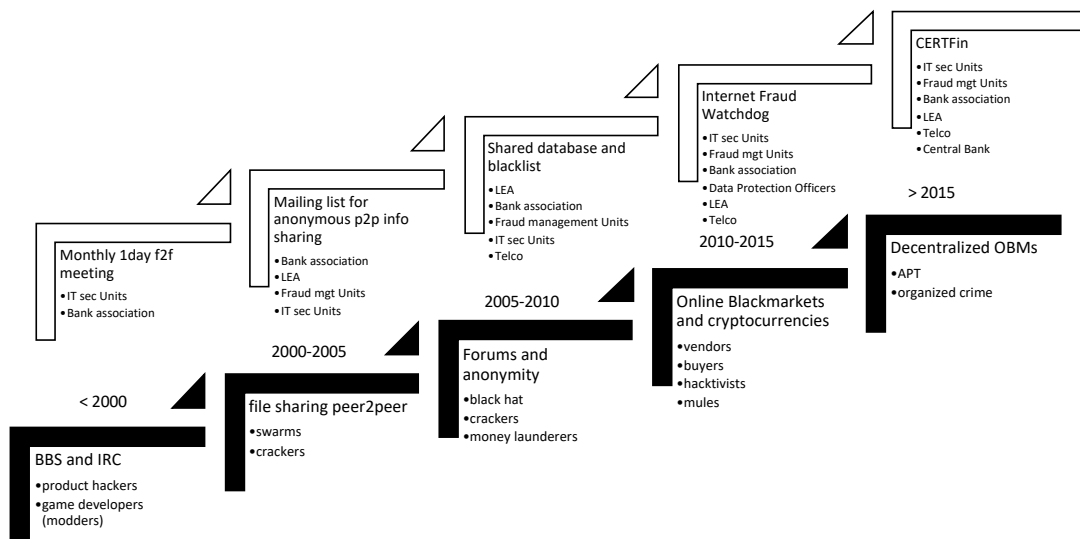 Monthly 1day f2f
meeting
•IT sec Units
•Bank association
Mailing list for
anonymous p2p info
sharing
•Bank association
•LEA
•Fraud mgt Units
•IT sec Units
Shared database and
blacklist
•LEA
•Bank association
•Fraud management Units
•IT sec Units
•Telco
Internet Fraud
Watchdog
•IT sec Units
•Fraud mgt Units
•Bank association
•Data Protection Officers
•LEA
•Telco
CERTFin
•IT sec Units
•Fraud mgt Units
•Bank association
•LEA
•Telco
•Central Bank
< 2000
2000-2005
2005-2010
2010-2015
> 2015
BBS and IRC
•product hackers
•game developers
(modders)
file sharing peer2peer
•swarms
•crackers
Forums and
anonymity
•black hat
•crackers
•money launderers
Online Blackmarkets
and cryptocurrencies
•vendors
•buyers
•hacktivists
•mules
Decentralized OBMs
•APT
•organized crime